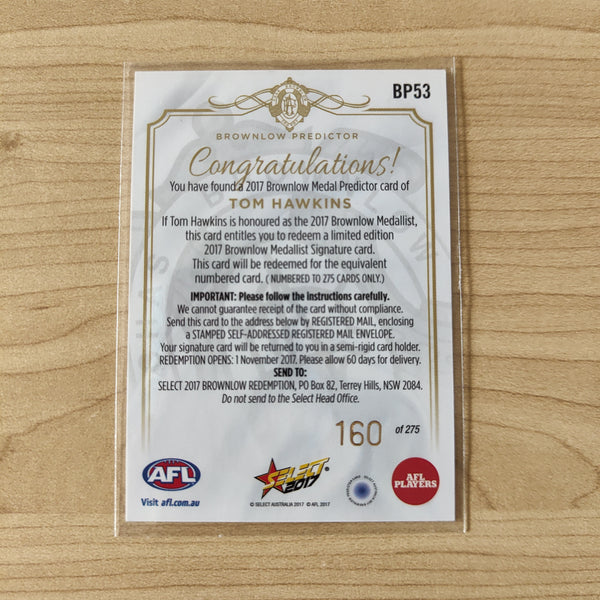 BP53
BROWNLOW PREDICTOR
Congratulations!
You have found a 2017 Brownlow Medal Predictor card of
TOM HAWKINS
If Tom Hawkins is honoured as the 2017 Brownlow Medallist,
this card entitles you to redeem a limited edition
2017 Brownlow Medallist Signature card.
This card will be redeemed for the equivalent
numbered card. ( NUMBERED TO 275 CARDS ONLY.)
IMPORTANT: Please follow the instructions carefully.
We cannot guarantee receipt of the card without compliance.
Send this card to the address below by REGISTERED MAIL, enclosing
a STAMPED SELF-ADDRESSED REGISTERED MAIL ENVELOPE.
Your signature card will be returned to you in a semi-rigid card holder.
REDEMPTION OPENS: 1 November 2017. Please allow 60 days for delivery.
SEND TO:
SELECT 2017 BROWNLOW REDEMPTION, PO Box 82, Terrey Hills, NSW 2084.
Do not send to the Select Head Office.
160 of 275
AFL
Visit afl.com.au
SELECT
2017
© SELECT AUSTRALIA 2017 © AFL 2017
AFL
PLAYERS